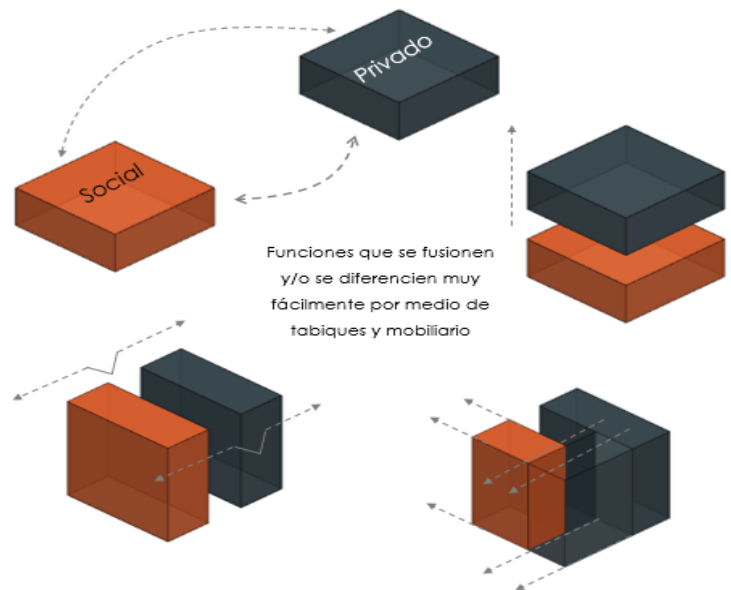 Privado
Social
Funciones que se fusionen
y/o se diferencien muy
fácilmente por medio de
tabiques y mobiliario